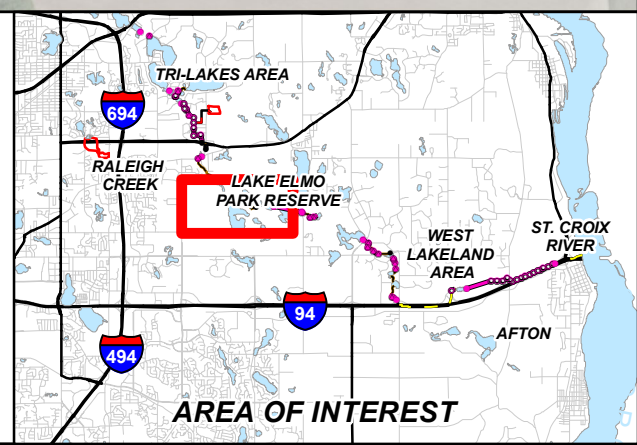 TRI-LAKES AREA
694
RALEIGH
CREEK
LAKE ELMO
PARK RESERVE
WEST
LAKELAND
AREA
ST. CROIX
RIVER
94
494
AFTON
AREA OF INTEREST